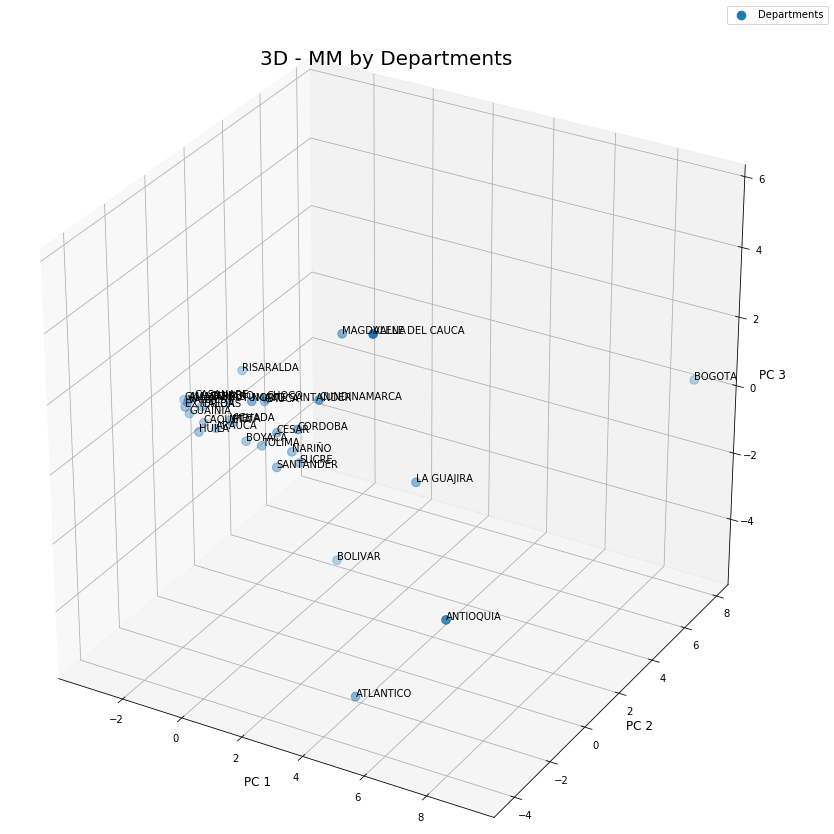 Departments
3D - MM by Departments
6
4
2
0
−2
−4
PC 3
MAGDALENA
VALLE DEL CAUCA
BOGOTA
RISARALDA
CHOCO
CUNDINAMARCA
GUAINIA
CAQUETA
ARAUCA
HUILA
CESAR
CORDOBA
BOYACA
TOLIMA
NARIÑO
SUCRE
SANTANDER
LA GUAJIRA
BOLIVAR
ANTIOQUIA
ATLANTICO
8
6
4
2
0
−2
−4
PC 2
−2
0
2
4
6
8
PC 1